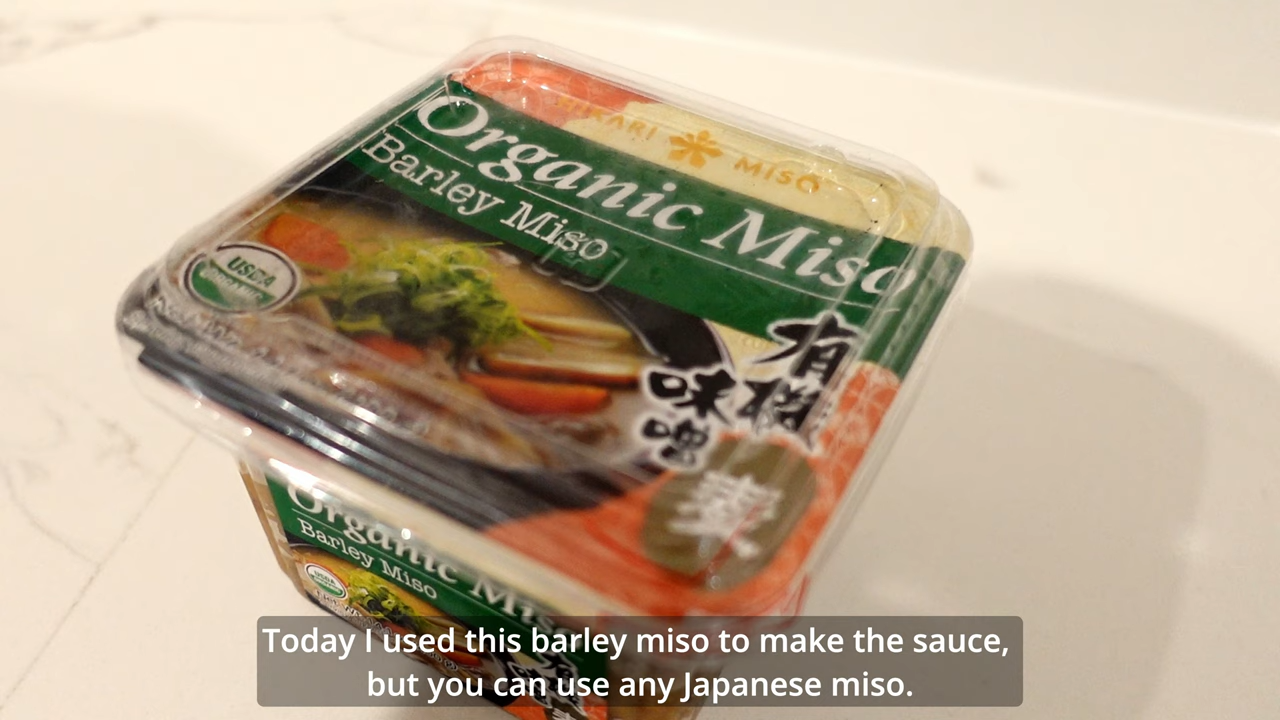 HIKARI MISO
Organic Miso
Barley Miso
USDA
有機
味噌
麦
Organic Miso
Barley Miso
USDA
Today I used this barley miso to make the sauce,
but you can use any Japanese miso.